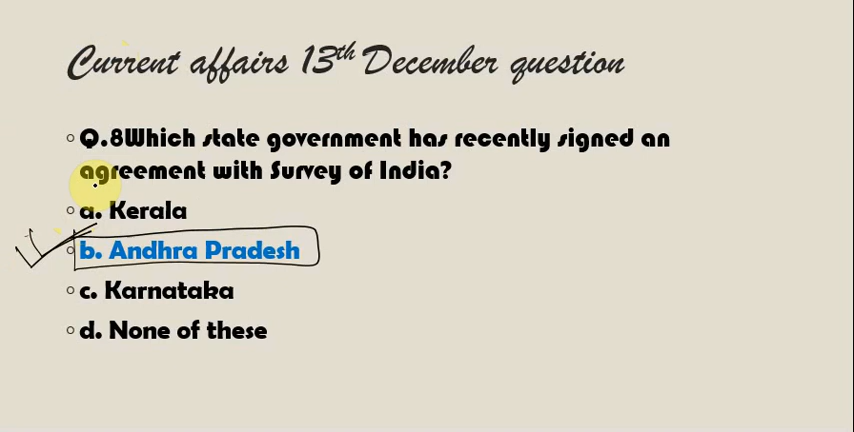 Current affairs 13th December question
Q.8Which state government has recently signed an
agreement with Survey of India?
a. Kerala
b. Andhra Pradesh
c. Karnataka
d. None of these